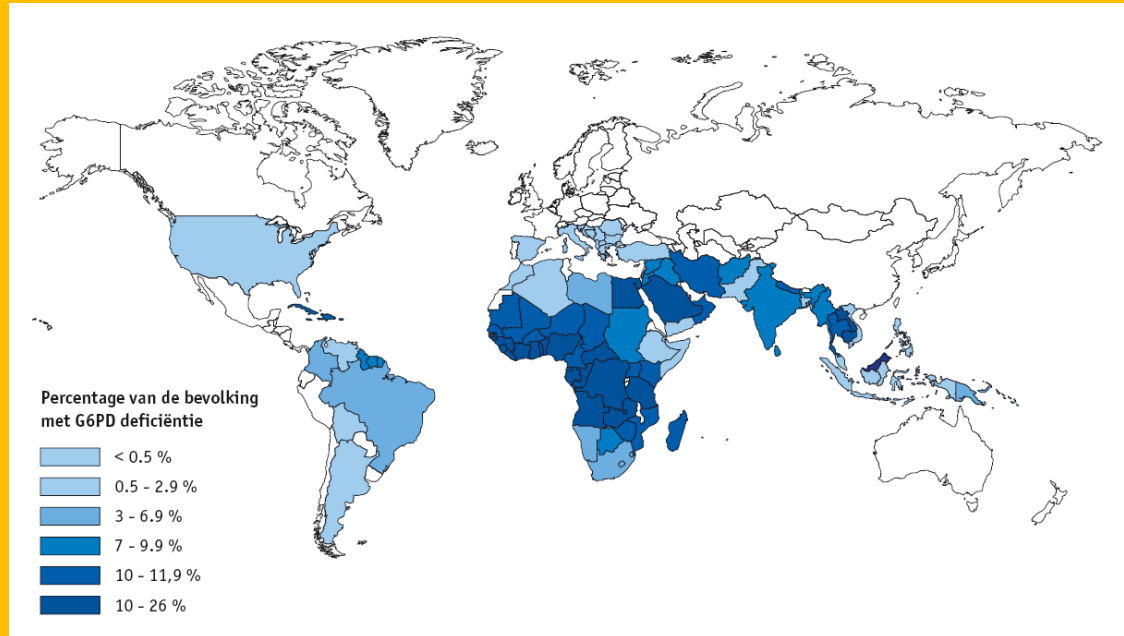 Percentage van de bevolking
met G6PD deficiëntie
< 0.5 %
0.5 - 2.9 %
3 - 6.9 %
7 - 9.9 %
10 - 11,9 %
10 - 26 %